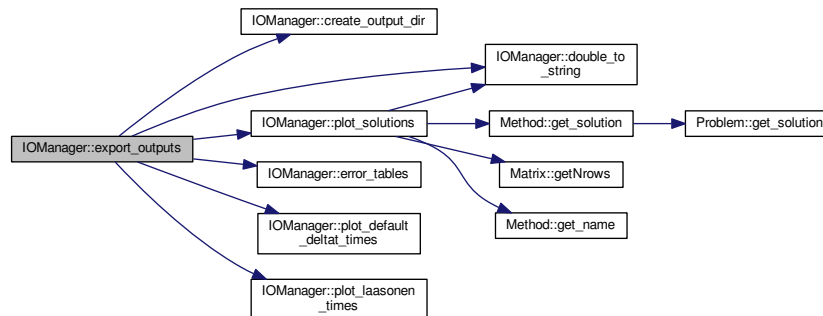 IOManager::create_output_dir
IOManager::double_to
_string
IOManager::plot_solutions
Method::get_solution
Problem::get_solution
IOManager::export_outputs
IOManager::error_tables
Matrix::getNrows
IOManager::plot_default
_deltat_times
Method::get_name
IOManager::plot_laasonen
_times